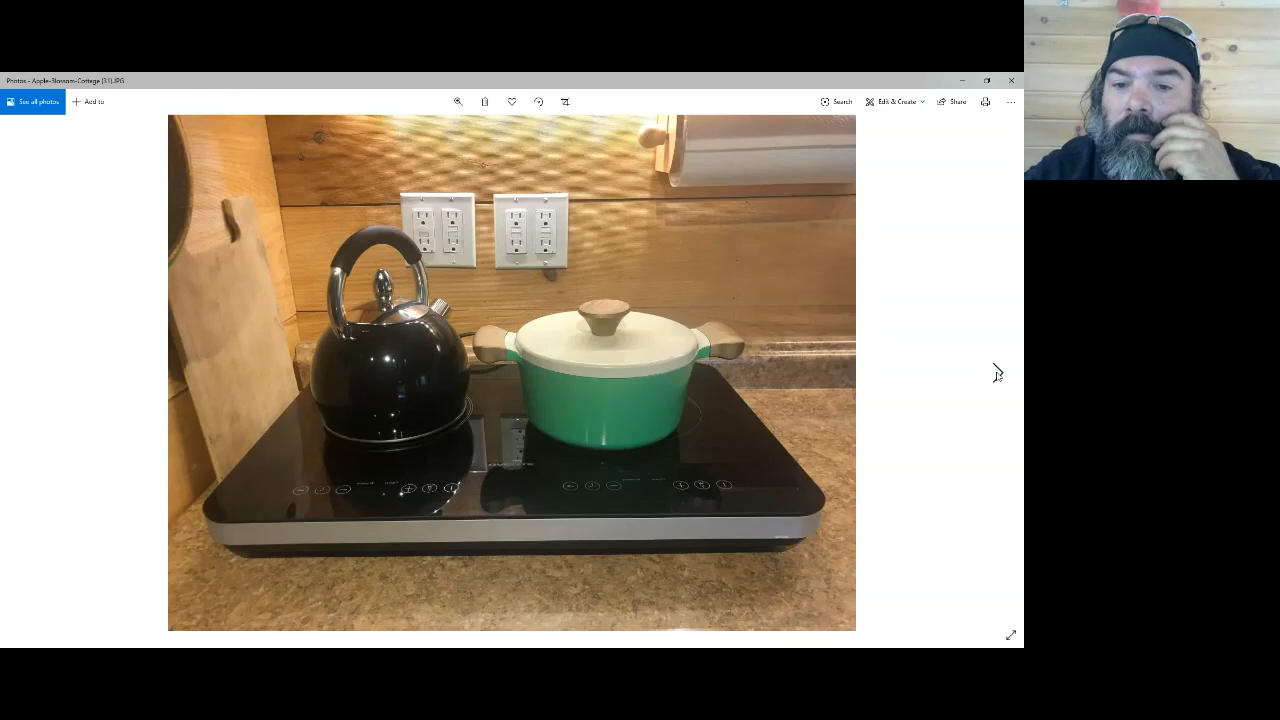 Photos - Apple-Blossom-Cottage (31).JPG
See all photos
Add to
Search
Edit & Create
Share